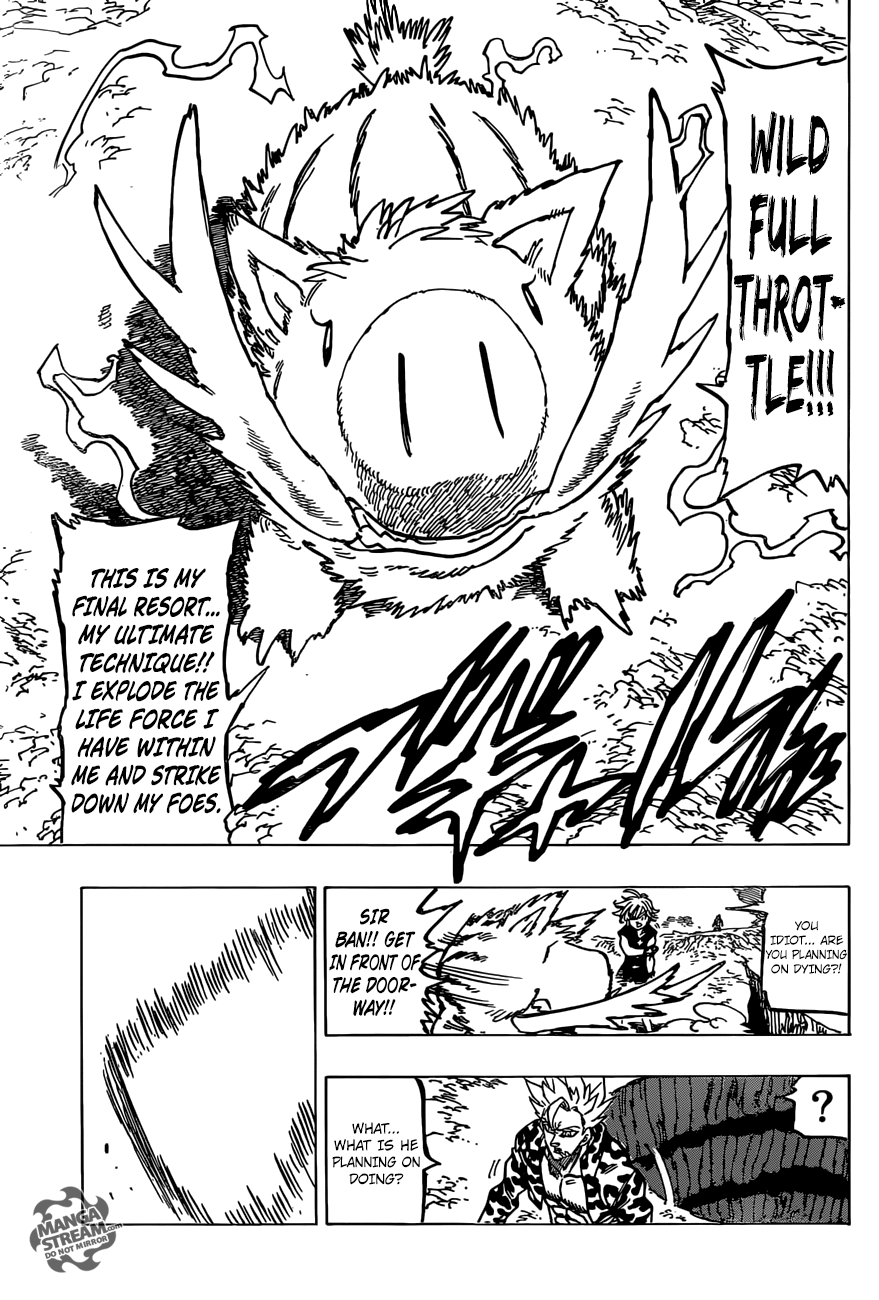 WILD
FULL
THROT-
TLE!!!
THIS IS MY
FINAL RESORT...
MY ULTIMATE
TECHNIQUE!!
I EXPLODE THE
LIFE FORCE I
HAVE WITHIN
ME AND STRIKE
DOWN MY FOES.
YOU
IDIOT... ARE
YOU PLANNING
ON DYING?!
SIR
BAN!! GET
IN FRONT OF
THE DOOR-
WAY!!
?
WHAT...
WHAT IS HE
PLANNING ON
DOING?
MANGA
STREAM.com
DO NOT MIRROR